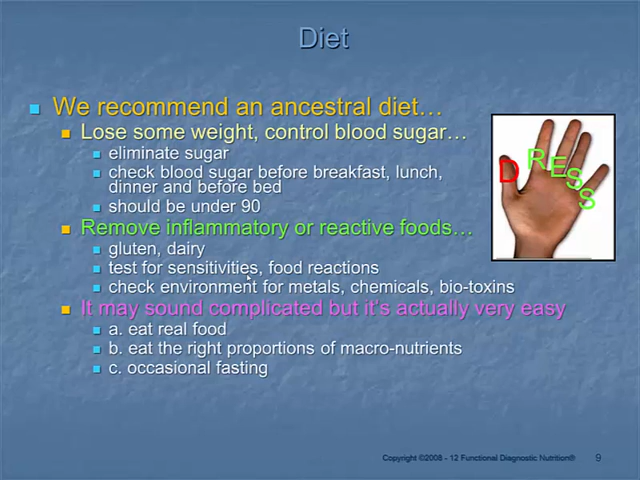 Diet
We recommend an ancestral diet…
Lose some weight, control blood sugar…
eliminate sugar
check blood sugar before breakfast, lunch,
dinner and before bed
should be under 90
Remove inflammatory or reactive foods…
gluten, dairy
test for sensitivities, food reactions
check environment for metals, chemicals, bio-toxins
It may sound complicated but it's actually very easy
a. eat real food
b. eat the right proportions of macro-nutrients
c. occasional fasting
D R E S S
Copyright ©2008 - 12 Functional Diagnostic Nutrition® 9